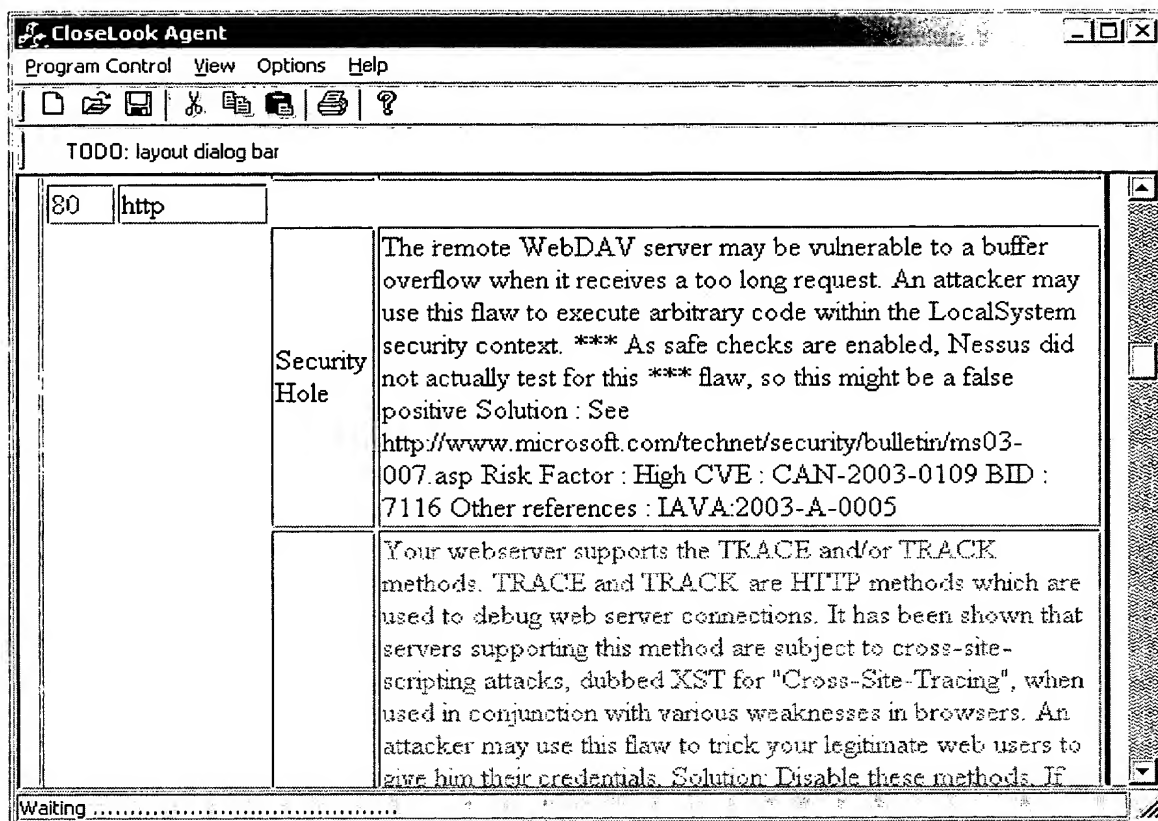 CloseLook Agent
Program Control View Options Help
TODO: layout dialog bar
80 http
Security
Hole
The remote WebDAV server may be vulnerable to a buffer
overflow when it receives a too long request. An attacker may
use this flaw to execute arbitrary code within the LocalSystem
security context. *** As safe checks are enabled, Nessus did
not actually test for this *** flaw, so this might be a false
positive Solution : See
http://www.microsoft.com/technet/security/bulletin/ms03-
007.asp Risk Factor : High CVE : CAN-2003-0109 BID :
7116 Other references : IAVA:2003-A-0005
Your webserver supports the TRACE and/or TRACK
methods. TRACE and TRACK are HTTP methods which are
used to debug web server connections. It has been shown that
servers supporting this method are subject to cross-site-
scripting attacks, dubbed XST for "Cross-Site-Tracing", when
used in conjunction with various weaknesses in browsers. An
attacker may use this flaw to trick your legitimate web users to
give him their credentials. Solution: Disable these methods. If
Waiting ........................................